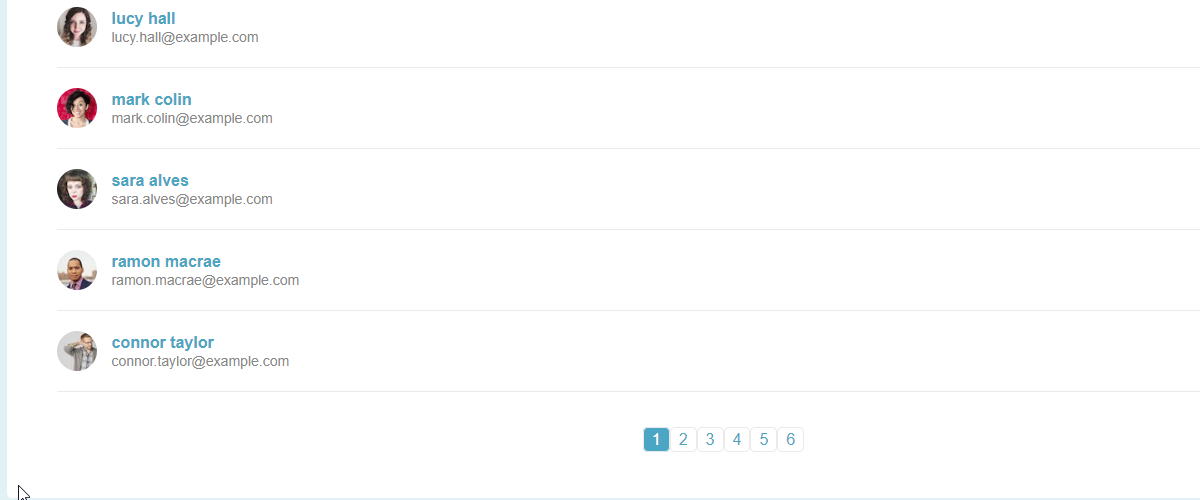 lucy hall
lucy.hall@example.com
mark colin
mark.colin@example.com
sara alves
sara.alves@example.com
ramon macrae
ramon.macrae@example.com
connor taylor
connor.taylor@example.com
1 2 3 4 5 6